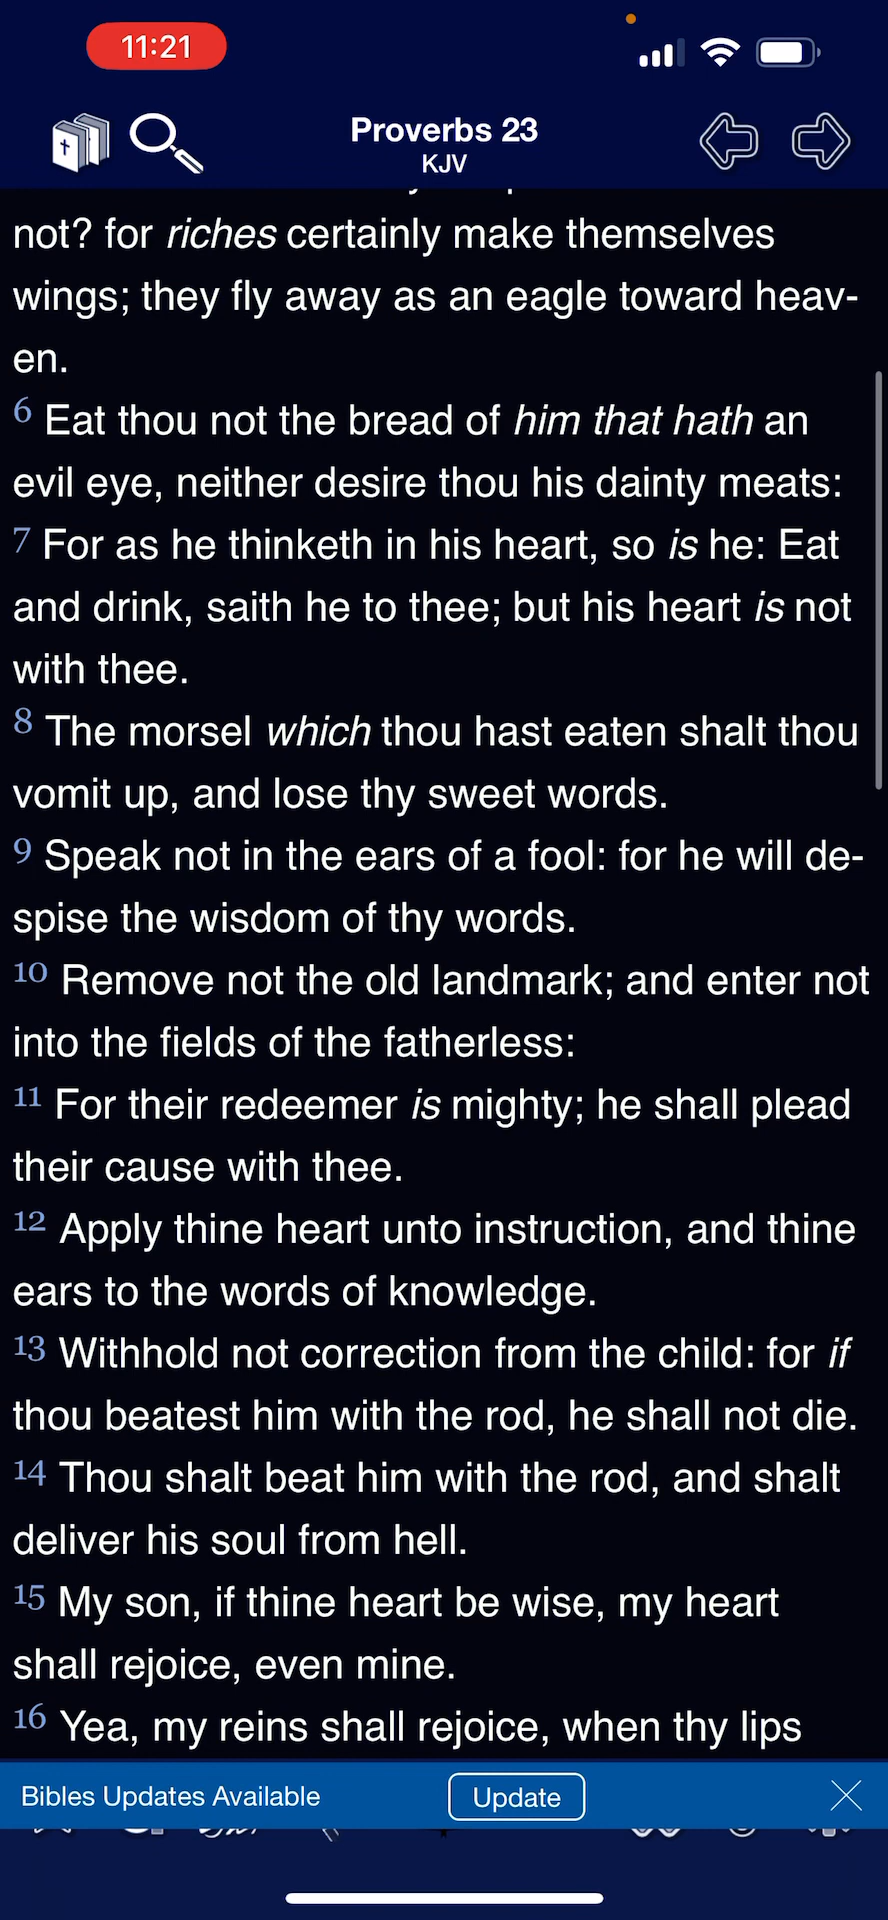 11:21
Proverbs 23
KJV
not? for riches certainly make themselves
wings; they fly away as an eagle toward heav-
en.
6 Eat thou not the bread of him that hath an
evil eye, neither desire thou his dainty meats:
7 For as he thinketh in his heart, so is he: Eat
and drink, saith he to thee; but his heart is not
with thee.
8 The morsel which thou hast eaten shalt thou
vomit up, and lose thy sweet words.
9 Speak not in the ears of a fool: for he will de-
spise the wisdom of thy words.
10 Remove not the old landmark; and enter not
into the fields of the fatherless:
11 For their redeemer is mighty; he shall plead
their cause with thee.
12 Apply thine heart unto instruction, and thine
ears to the words of knowledge.
13 Withhold not correction from the child: for if
thou beatest him with the rod, he shall not die.
14 Thou shalt beat him with the rod, and shalt
deliver his soul from hell.
15 My son, if thine heart be wise, my heart
shall rejoice, even mine.
16 Yea, my reins shall rejoice, when thy lips
Bibles Updates Available Update